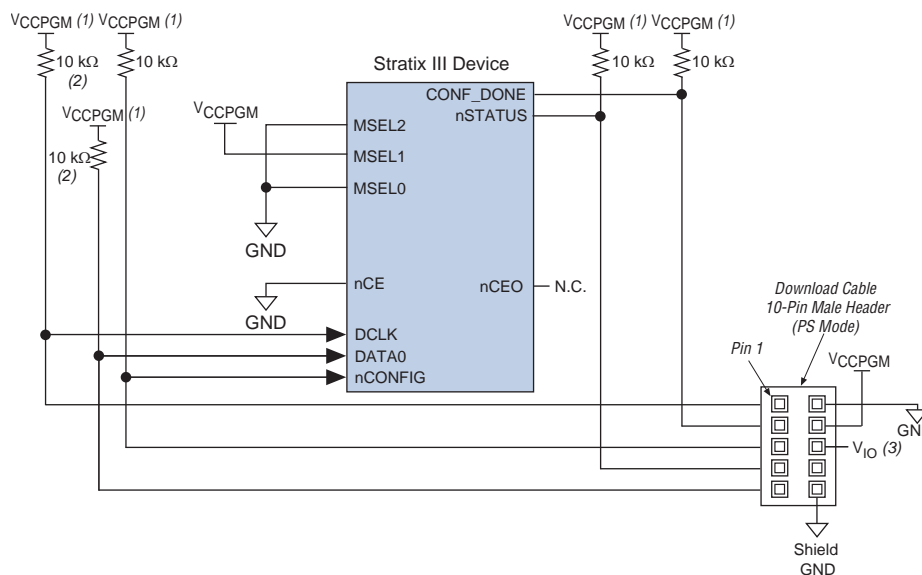 VCCPGM (1)
VCCPGM (1)
10 kΩ
(2)
10 kΩ
VCCPGM (1)
10 kΩ
(2)
VCCPGM (1)
VCCPGM (1)
10 kΩ
10 kΩ
Stratix III Device
VCCPGM
CONF_DONE
nSTATUS
MSEL2
MSEL1
MSEL0
GND
nCE
nCEO
N.C.
GND
DCLK
DATA0
nCONFIG
Download Cable
10-Pin Male Header
(PS Mode)
Pin 1
VCCPGM
GN
VIO (3)
Shield
GND